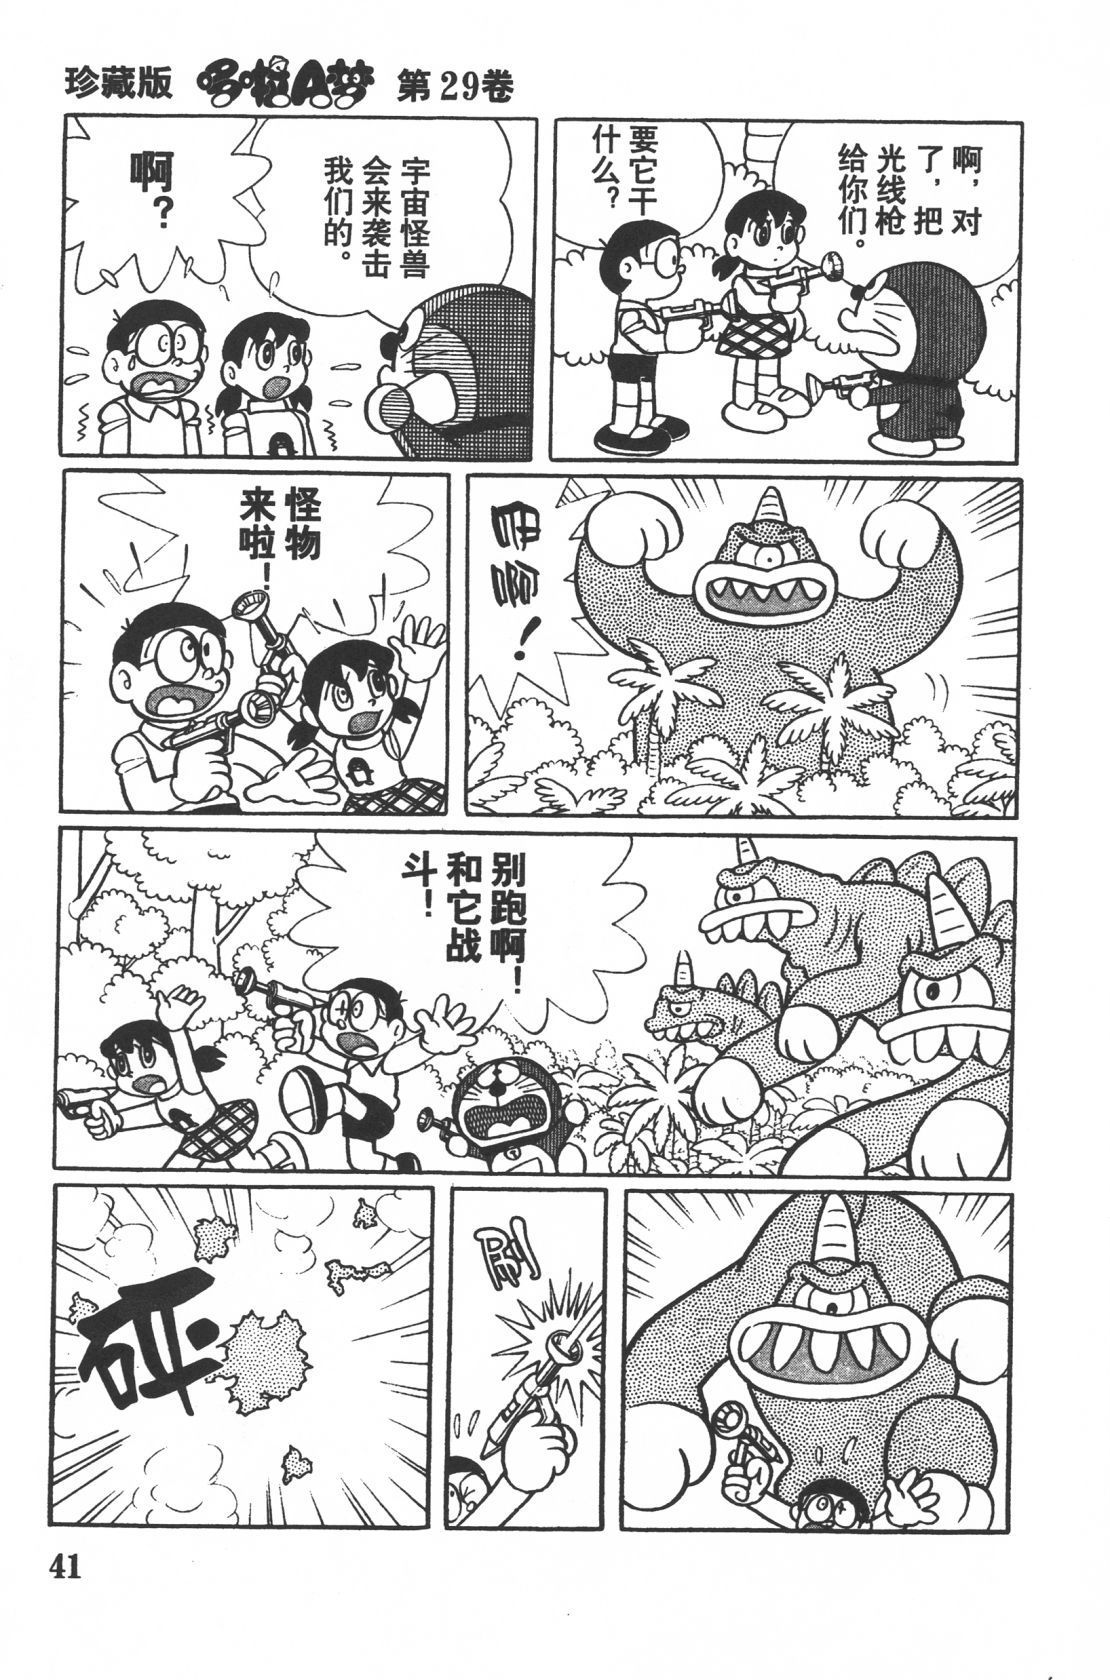 珍藏版 哆啦A梦 第29卷
啊，对
了，把
光线枪
给你们。
要它干
什么？
宇宙怪兽
会来袭击
我们的。
啊？
怪物
来啦！
别跑啊！
和它战
斗！
刷
砰
41